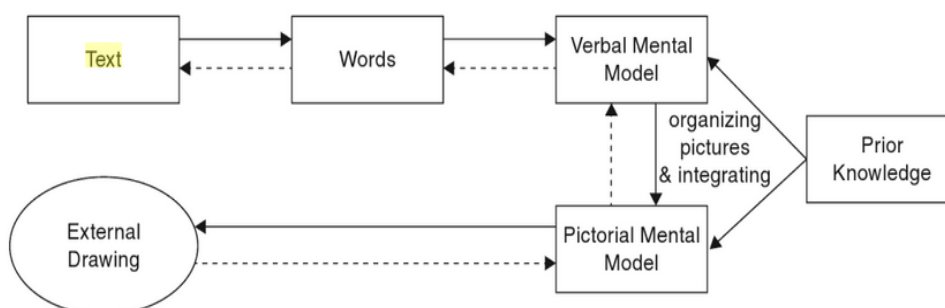 Text
Words
Verbal Mental
Model
organizing
pictures
& integrating
Prior
Knowledge
External
Drawing
Pictorial Mental
Model